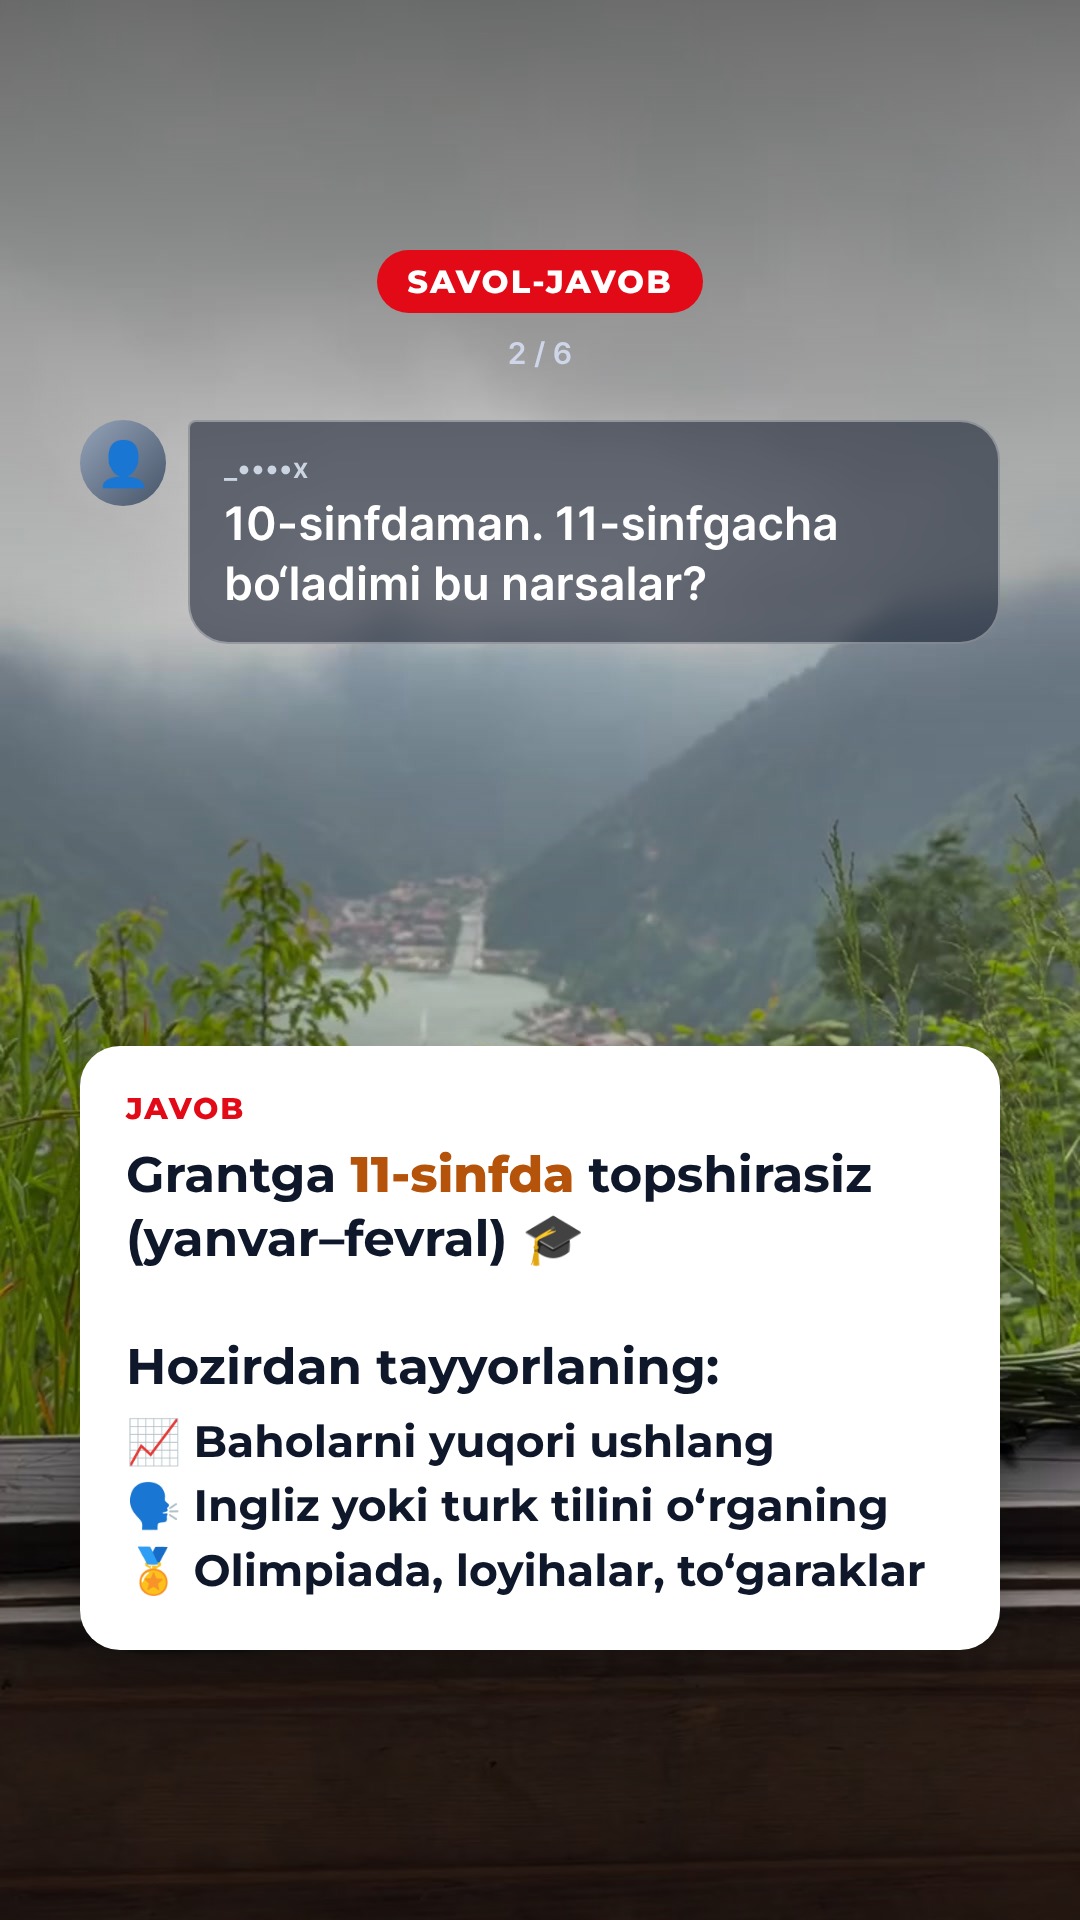 SAVOL-JAVOB
2 / 6
_••••x
10-sinfdaman. 11-sinfgacha
bo‘ladimi bu narsalar?
JAVOB
Grantga 11-sinfda topshirasiz
(yanvar–fevral) 🎓
Hozirdan tayyorlaning:
📈 Baholarni yuqori ushlang
🗣️ Ingliz yoki turk tilini o‘rganing
🏅 Olimpiada, loyihalar, to‘garaklar